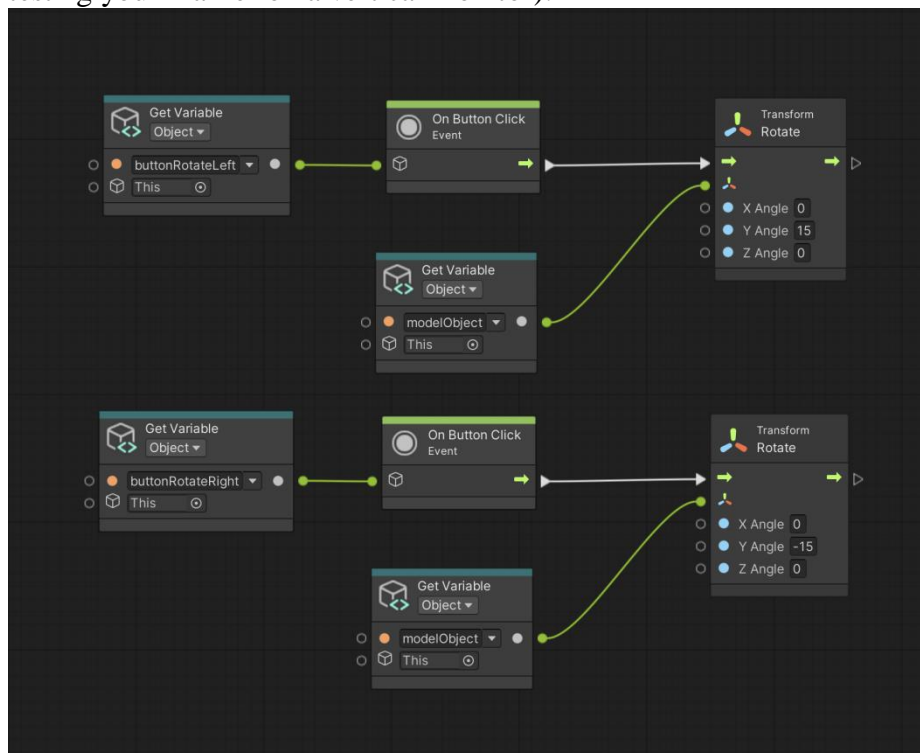 Get Variable
Object
buttonRotateLeft
This
On Button Click
Event
Transform
Rotate
X Angle 0
Y Angle 15
Z Angle 0
Get Variable
Object
modelObject
This
Get Variable
Object
buttonRotateRight
This
On Button Click
Event
Transform
Rotate
X Angle 0
Y Angle -15
Z Angle 0
Get Variable
Object
modelObject
This